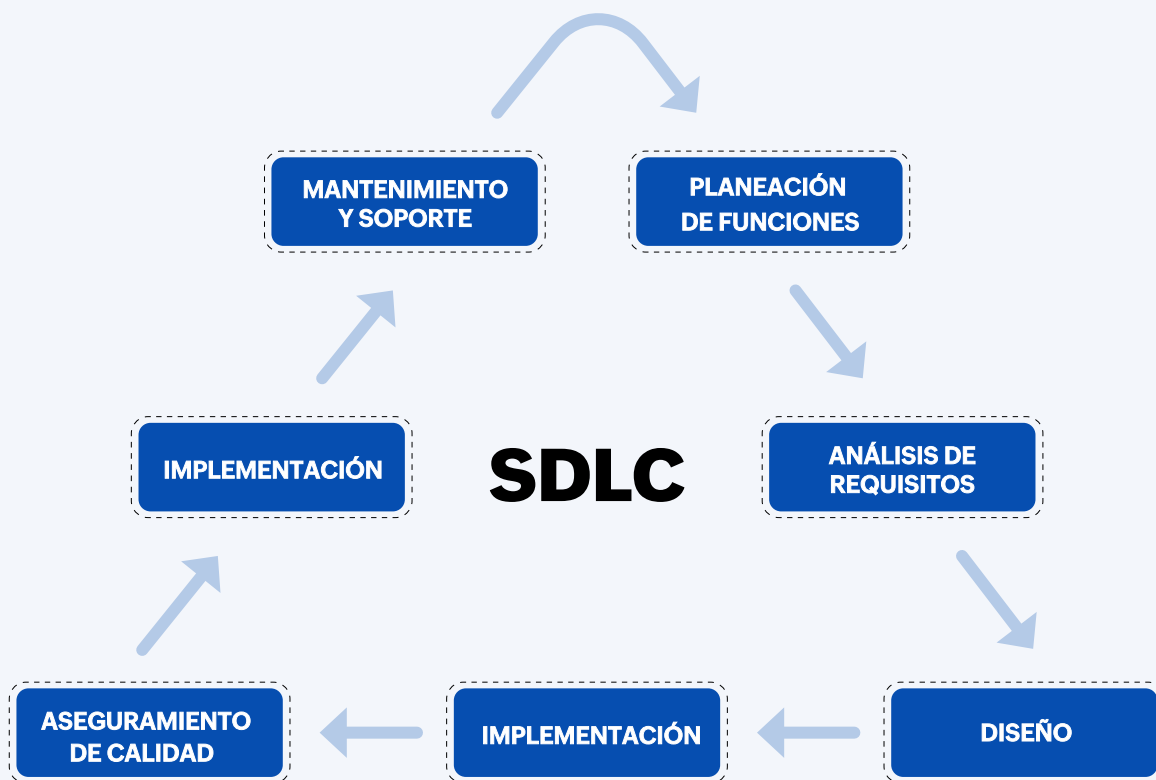 MANTENIMIENTO
Y SOPORTE
PLANEACIÓN
DE FUNCIONES
IMPLEMENTACIÓN
SDLC
ANÁLISIS DE
REQUISITOS
ASEGURAMIENTO
DE CALIDAD
IMPLEMENTACIÓN
DISEÑO